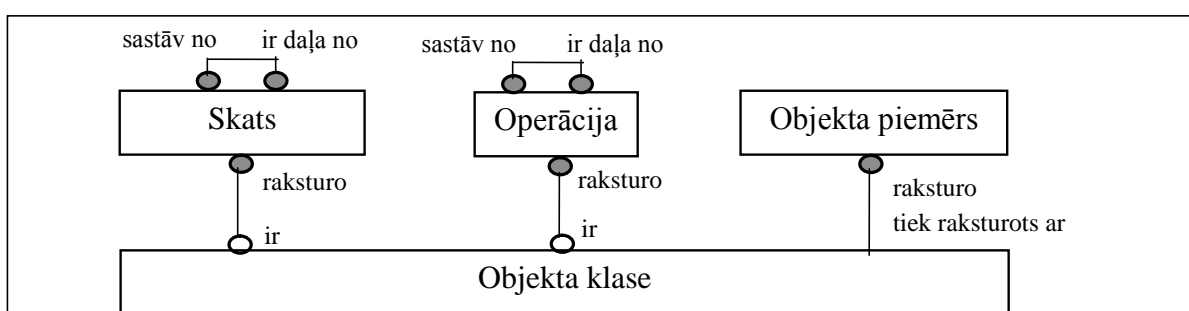 sastāv no
ir daļa no
sastāv no
ir daļa no
Skats
Operācija
Objekta piemērs
raksturo
raksturo
raksturo
tiek raksturots ar
ir
ir
Objekta klase